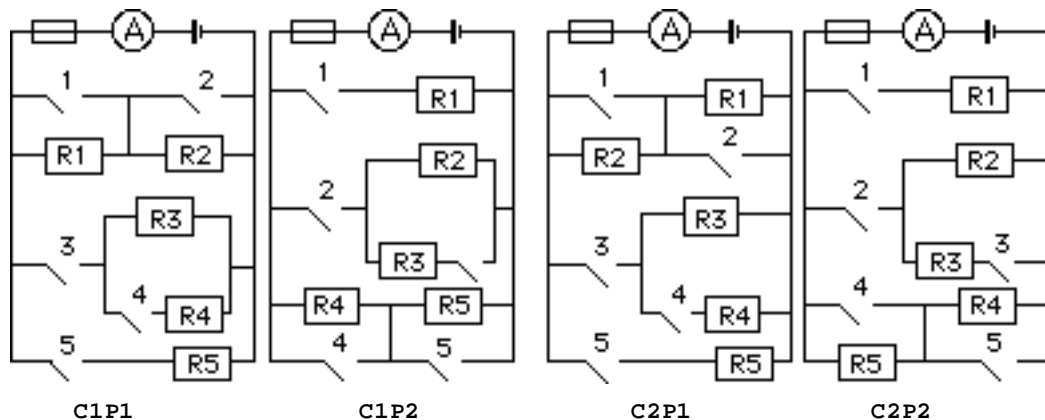 A
1 2
R1 R2
R3
3
4 R4
5 R5
C1P1
A
1 R1
R2
2
R3
R4 R5
4 5
C1P2
A
1 R1
R2 2
R3
3
4 R4
5 R5
C2P1
A
1 R1
R2
2
R3 3
4 R4
R5 5
C2P2